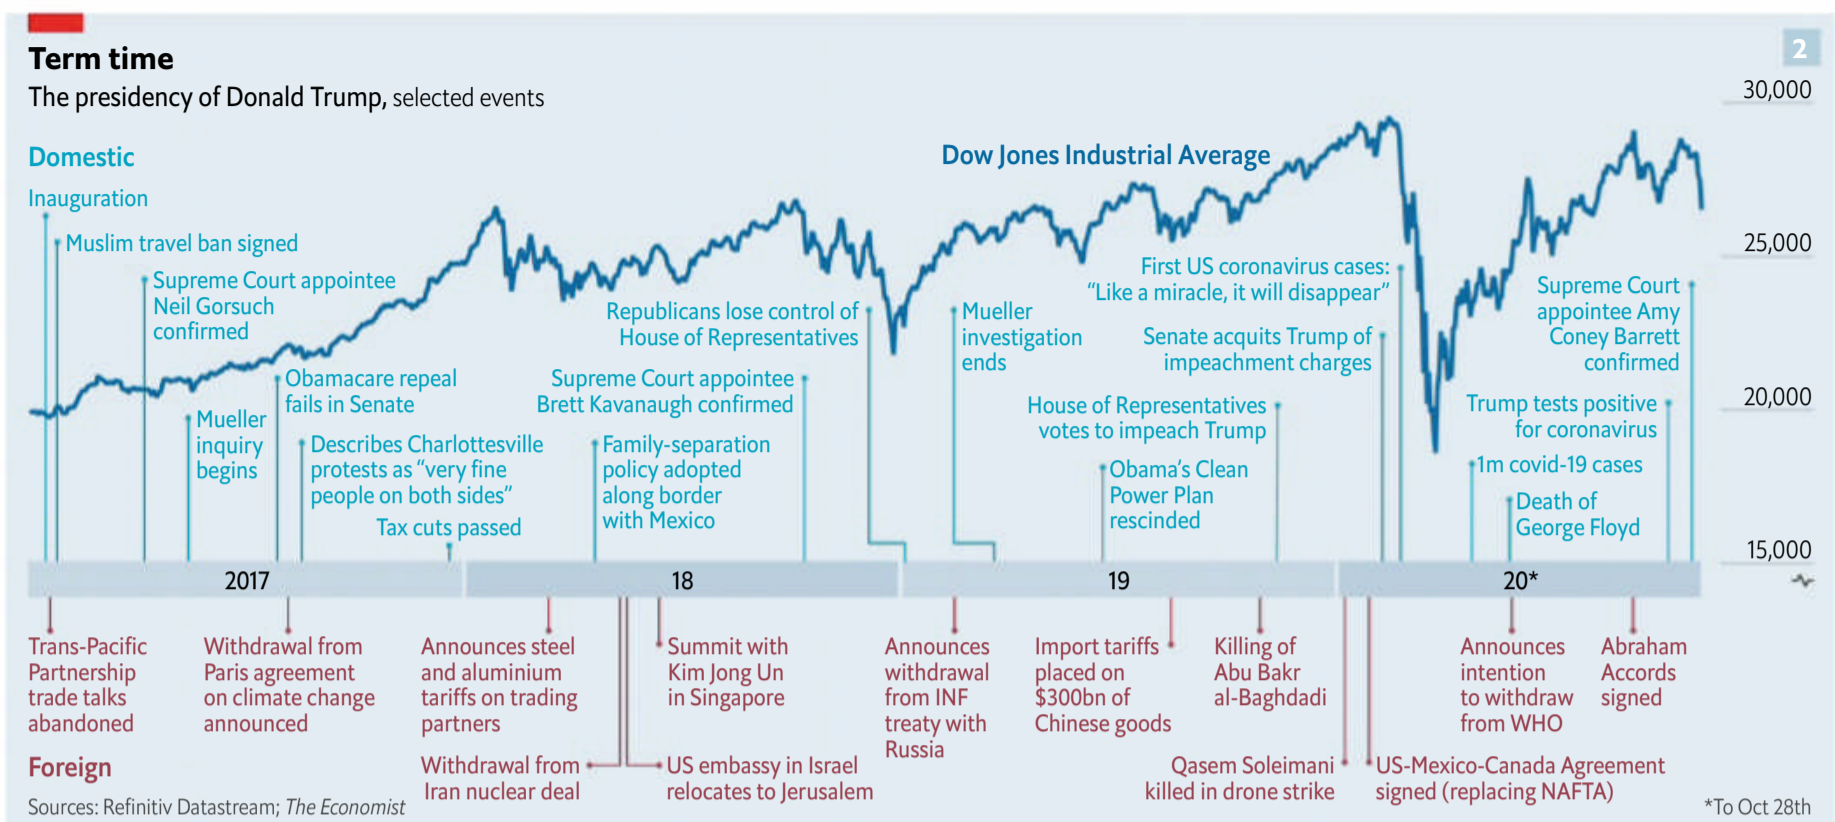 Term time
2
The presidency of Donald Trump, selected events
30,000
25,000
20,000
15,000
Dow Jones Industrial Average
Domestic
Inauguration
Muslim travel ban signed
Supreme Court appointee
Neil Gorsuch
confirmed
Mueller
inquiry
begins
Obamacare repeal
fails in Senate
Describes Charlottesville
protests as “very fine
people on both sides”
Tax cuts passed
Family-separation
policy adopted
along border
with Mexico
Supreme Court appointee
Brett Kavanaugh confirmed
Republicans lose control of
House of Representatives
Mueller
investigation
ends
Obama’s Clean
Power Plan
rescinded
House of Representatives
votes to impeach Trump
Senate acquits Trump of
impeachment charges
First US coronavirus cases:
“Like a miracle, it will disappear”
1m covid-19 cases
Death of
George Floyd
Trump tests positive
for coronavirus
Supreme Court
appointee Amy
Coney Barrett
confirmed
2017
18
19
20*
Trans-Pacific
Partnership
trade talks
abandoned
Withdrawal from
Paris agreement
on climate change
announced
Announces steel
and aluminium
tariffs on trading
partners
Withdrawal from
Iran nuclear deal
US embassy in Israel
relocates to Jerusalem
Summit with
Kim Jong Un
in Singapore
Announces
withdrawal
from INF
treaty with
Russia
Import tariffs
placed on
$300bn of
Chinese goods
Killing of
Abu Bakr
al-Baghdadi
Qasem Soleimani
killed in drone strike
US-Mexico-Canada Agreement
signed (replacing NAFTA)
Announces
intention
to withdraw
from WHO
Abraham
Accords
signed
Foreign
Sources: Refinitiv Datastream; The Economist
*To Oct 28th